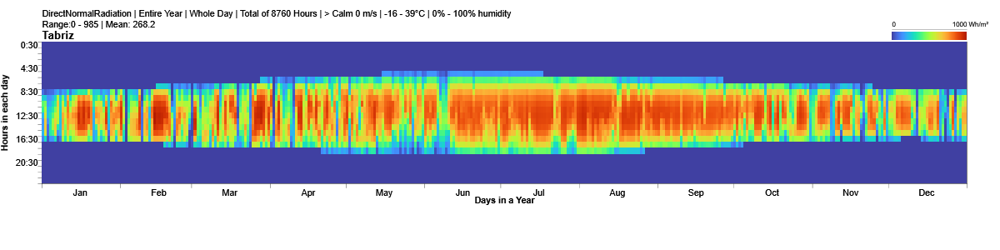 DirectNormalRadiation | Entire Year | Whole Day | Total of 8760 Hours | > Calm 0 m/s | -16 - 39°C | 0% - 100% humidity
Range:0 - 985 | Mean: 268.2
Tabriz
0 1000 Wh/m²
Hours in each day
0:30
4:30
8:30
12:30
16:30
20:30
Jan Feb Mar Apr May Jun Jul Aug Sep Oct Nov Dec
Days in a Year